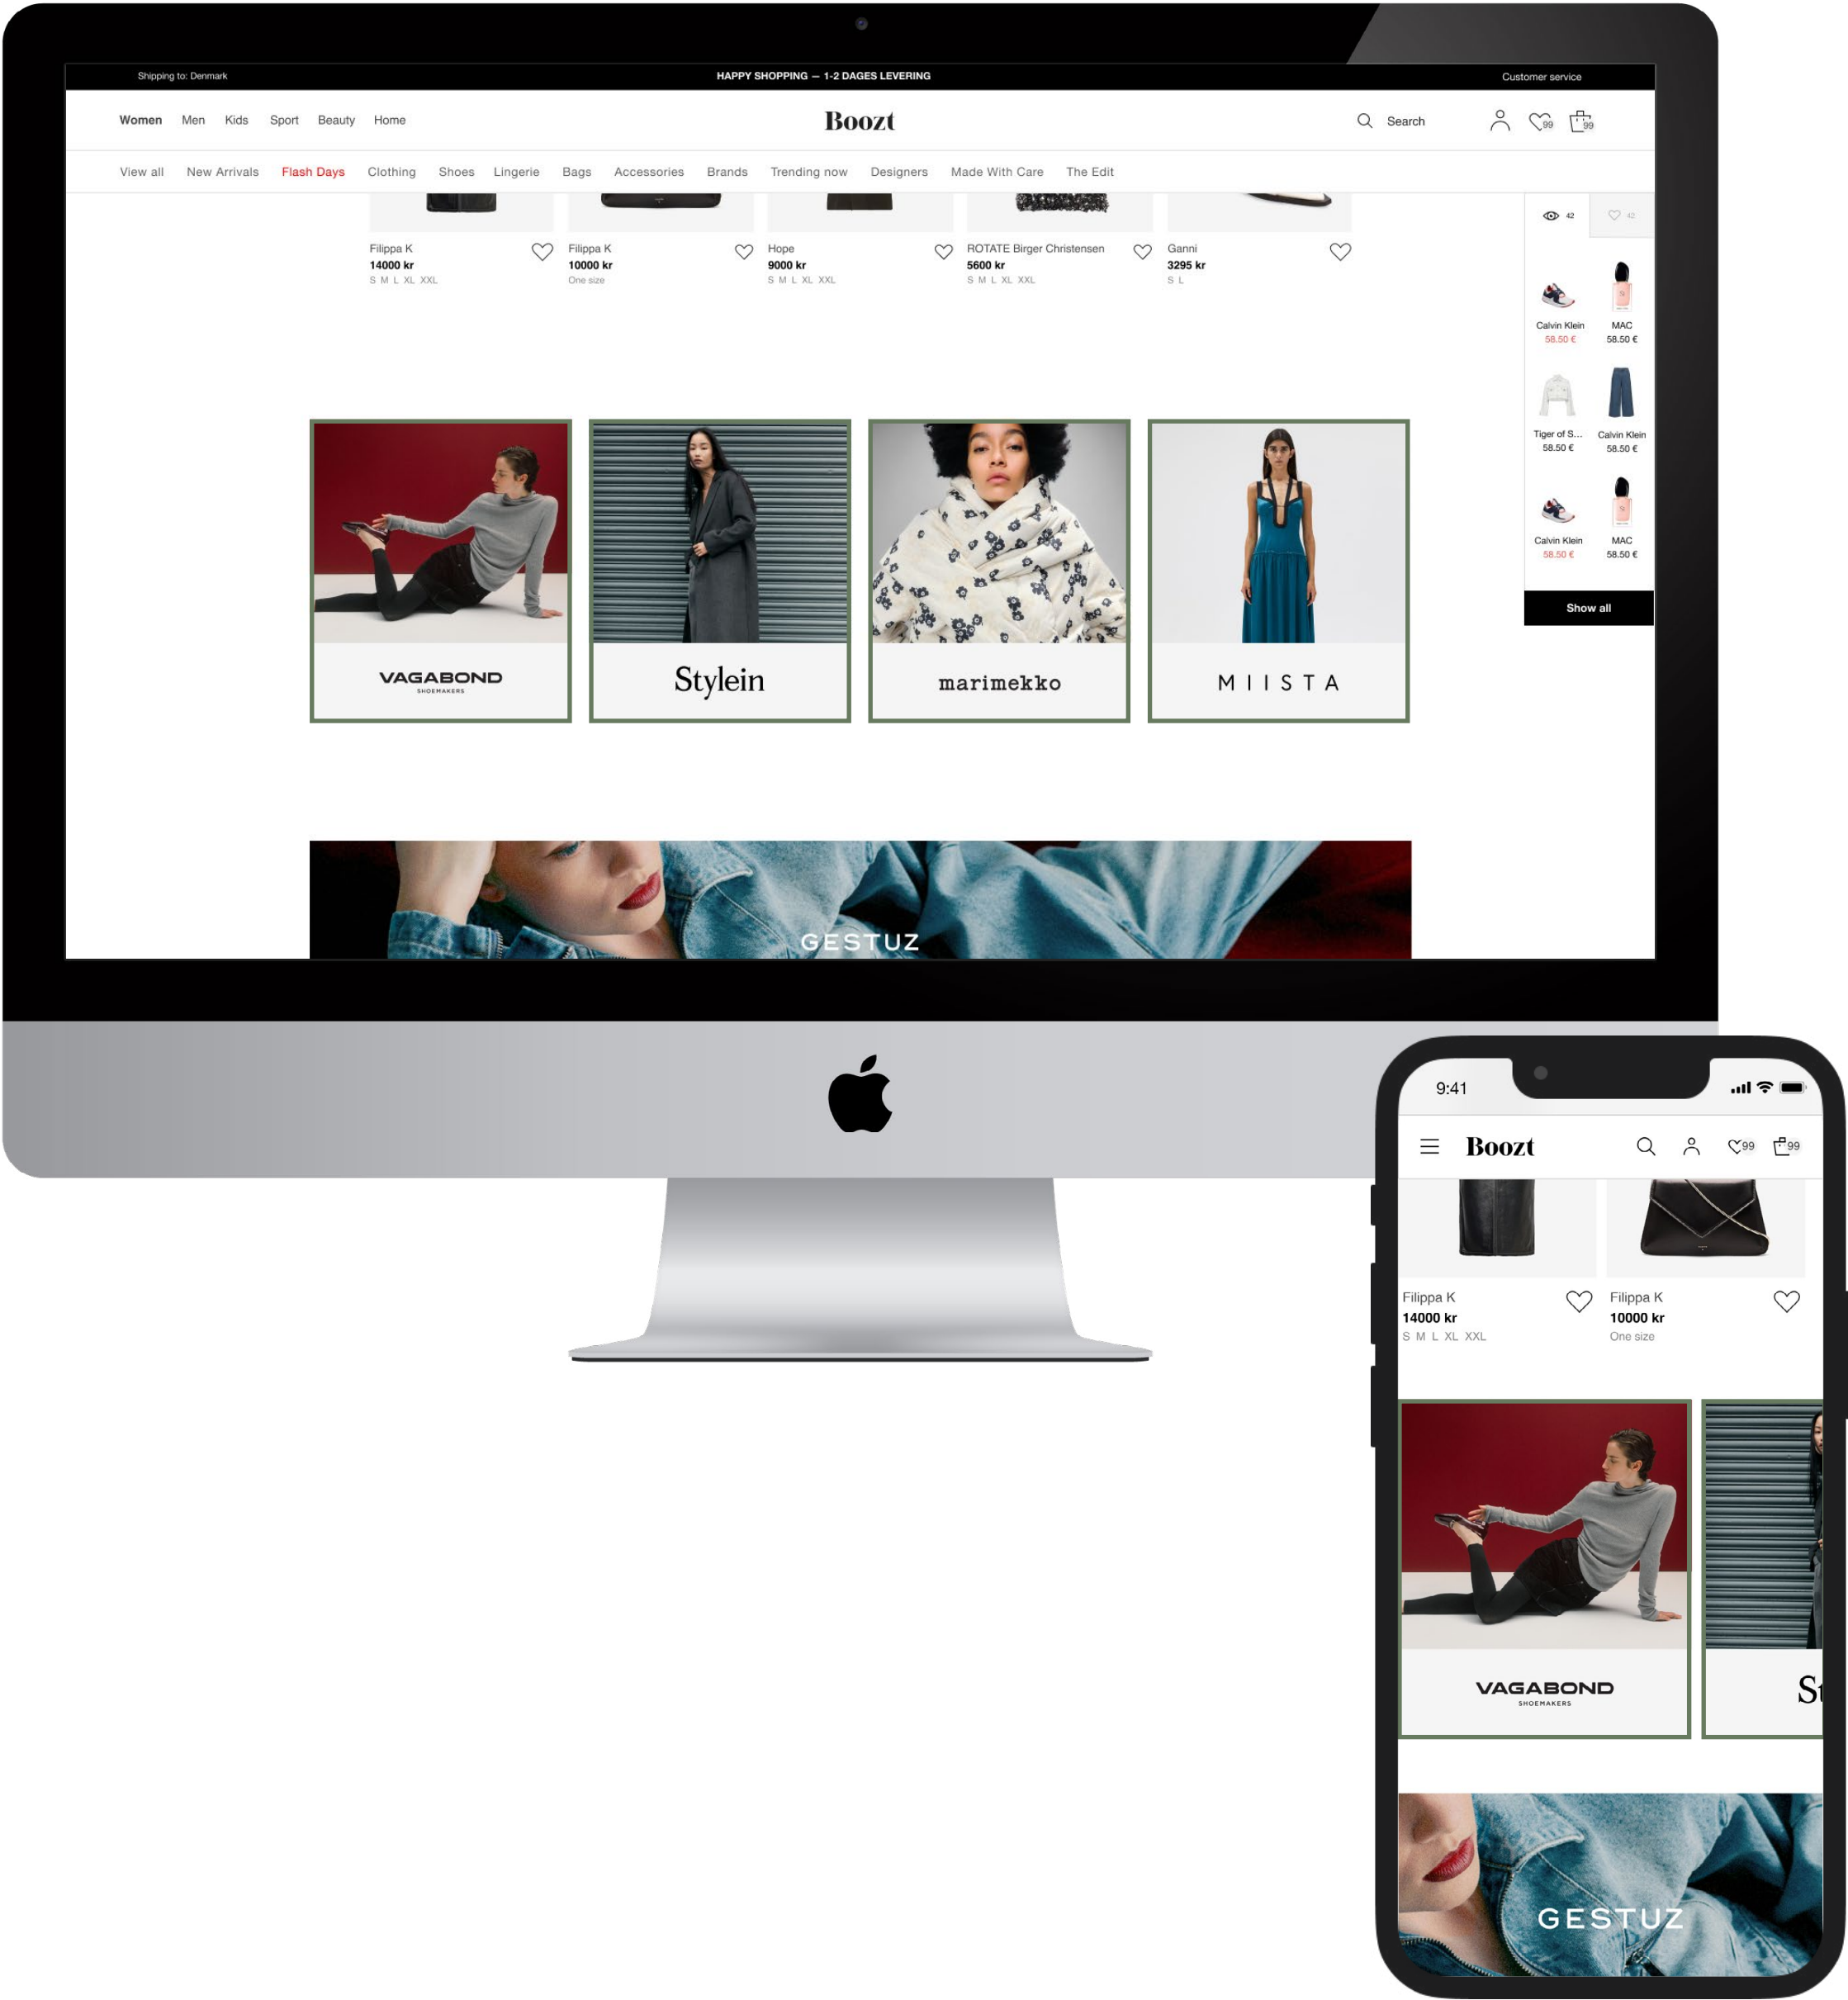 Shipping to: Denmark
HAPPY SHOPPING — 1-2 DAGES LEVERING
Customer service
Women Men Kids Sport Beauty Home
Boozt
Search
99
99
View all New Arrivals Flash Days Clothing Shoes Lingerie Bags Accessories Brands Trending now Designers Made With Care The Edit
42
42
Filippa K
14000 kr
S M L XL XXL
Filippa K
10000 kr
One size
Hope
9000 kr
S M L XL XXL
ROTATE Birger Christensen
5600 kr
S M L XL XXL
Ganni
3295 kr
S L
Calvin Klein
58.50 €
MAC
58.50 €
Tiger of S...
58.50 €
Calvin Klein
58.50 €
Calvin Klein
58.50 €
MAC
58.50 €
Show all
VAGABOND
SHOEMAKERS
Stylein
marimekko
MIISTA
GESTUZ
9:41
Boozt
99
99
Filippa K
14000 kr
S M L XL XXL
Filippa K
10000 kr
One size
VAGABOND
SHOEMAKERS
St
GESTUZ